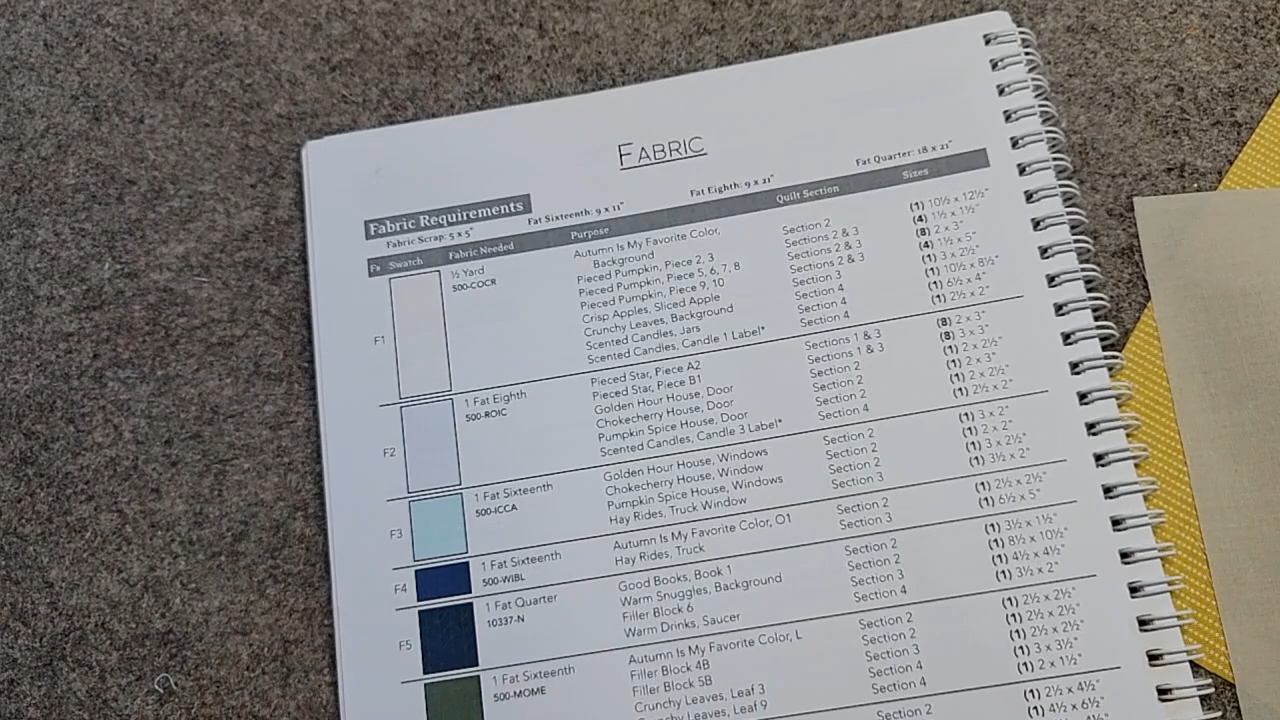 FABRIC
Fabric Requirements
Fabric Scrap: 5 x 5" Fat Sixteenth: 9 x 11" Fat Eighth: 9 x 21" Fat Quarter: 18 x 21"
F# Swatch Fabric Needed Purpose Quilt Section Sizes
F1 ½ Yard Autumn Is My Favorite Color, Section 2 (1) 10½ x 12½"
500-COCR Background
Pieced Pumpkin, Piece 2, 3 Sections 2 & 3 (4) 1½ x 1½"
Pieced Pumpkin, Piece 5, 6, 7, 8 Sections 2 & 3 (8) 2 x 3"
Pieced Pumpkin, Piece 9, 10 Sections 2 & 3 (4) 1½ x 5"
Crisp Apples, Sliced Apple Section 3 (1) 3 x 2½"
Crunchy Leaves, Background Section 4 (1) 10½ x 8½"
Scented Candles, Jars Section 4 (1) 6½ x 4"
Scented Candles, Candle 1 Label* Section 4 (1) 2½ x 2"
F2 1 Fat Eighth Pieced Star, Piece A2 Sections 1 & 3 (8) 2 x 3"
500-ROIC Pieced Star, Piece B1 Sections 1 & 3 (8) 3 x 3"
Golden Hour House, Door Section 2 (1) 2 x 2½"
Chokecherry House, Door Section 2 (1) 2 x 3"
Pumpkin Spice House, Door Section 2 (1) 2 x 2½"
Scented Candles, Candle 3 Label* Section 4 (1) 2½ x 2"
F3 1 Fat Sixteenth Golden Hour House, Windows Section 2 (1) 3 x 2"
500-ICCA Chokecherry House, Window Section 2 (1) 2 x 2"
Pumpkin Spice House, Windows Section 2 (1) 3 x 2½"
Hay Rides, Truck Window Section 3 (1) 3½ x 2"
F4 1 Fat Sixteenth Autumn Is My Favorite Color, O1 Section 2 (1) 2½ x 2½"
500-WIBL Hay Rides, Truck Section 3 (1) 6½ x 5"
F5 1 Fat Quarter Good Books, Book 1 Section 2 (1) 3½ x 1½"
10337-N Warm Snuggles, Background Section 2 (1) 8½ x 10½"
Filler Block 6 Section 3 (1) 4½ x 4½"
Warm Drinks, Saucer Section 4 (1) 3½ x 2"
1 Fat Sixteenth Autumn Is My Favorite Color, L Section 2 (1) 2½ x 2½"
500-MOME Filler Block 4B Section 2 (1) 2½ x 2½"
Filler Block 5B Section 3 (1) 2½ x 2½"
Crunchy Leaves, Leaf 3 Section 4 (1) 3 x 3½"
Crunchy Leaves, Leaf 9 Section 4 (1) 2 x 1½"
Section 2 (1) 2½ x 4½"
(1) 4½ x 6½"